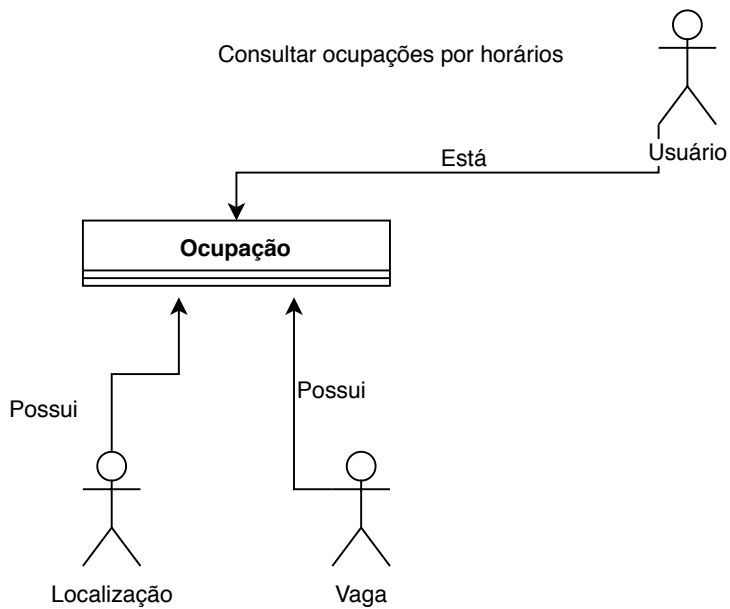 Consultar ocupações por horários
Usuário
Está
Ocupação
Possui
Possui
Localização
Vaga